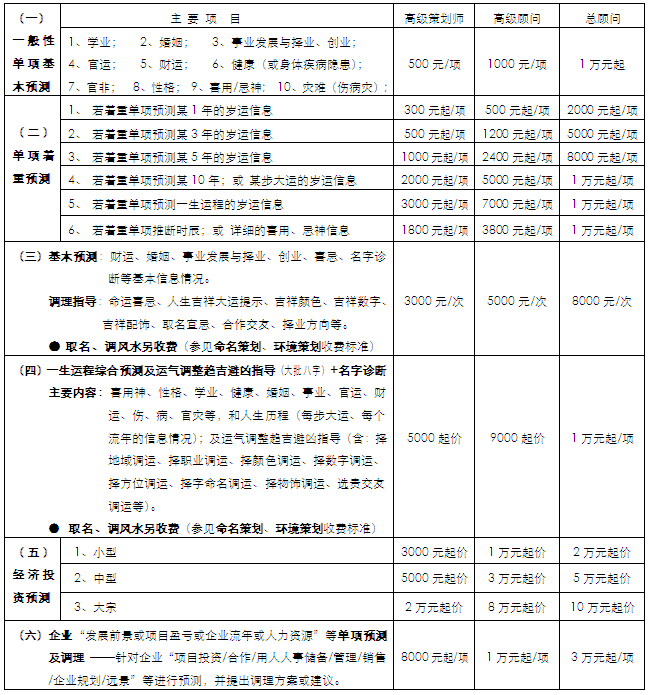 （一） 主 要 项 目 高级策划师 高级顾问 总顾问
一般性单项基本预测
1、学业； 2、婚姻； 3、事业发展与择业、创业；
4、官运； 5、财运； 6、健康（或身体疾病隐患）； 500 元/项 1000 元/项 1 万元起
7、官非； 8、性格； 9、喜用/忌神； 10、灾难（伤病灾）；
（二）单项着重预测
1、 若着重单项预测某 1 年的岁运信息 300 元起/项 500 元起/项 2000 元起/项
2、 若着重单项预测某 3 年的岁运信息 500 元起/项 1200 元起/项 5000 元起/项
3、 若着重单项预测某 5 年的岁运信息 1000 元起/项 2400 元起/项 8000 元起/项
4、 若着重单项预测某 10 年；或 某步大运的岁运信息 2000 元起/项 5000 元起/项 1 万元起/项
5、 若着重单项预测一生运程的岁运信息 3000 元起/项 7000 元起/项 1 万元起/项
6、 若着重单项推断时辰；或 详细的喜用、忌神信息 1800 元起/项 3800 元起/项 1 万元起/项
（三）基本预测：财运、婚姻、事业发展与择业、创业、喜忌、名字诊
断等基本信息情况。
调理指导：命运喜忌、人生吉祥大运提示、吉祥颜色、吉祥数字、 3000 元/次 5000 元/次 8000 元/次
吉祥配饰、取名宜忌、合作交友、择业方向等。
● 取名、调风水另收费（参见命名策划、环境策划收费标准）
（四）一生运程综合预测及运气调整趋吉避凶指导（大批八字）+名字诊断
主要内容：喜用神、性格、学业、健康、婚姻、事业、官运、财
运、伤、病、官灾等，和人生历程（每步大运、每个
流年的信息情况）；及运气调整趋吉避凶指导（含：择
地域调运、择职业调运、择颜色调运、择数字调运、 5000 起价 9000 起价 1 万元起/项
择方位调运、择字命名调运、择物饰调运、选贵交友
调运等）。
● 取名、调风水另收费（参见命名策划、环境策划收费标准）
（五）经济投资预测
1、小型 3000 元起价 1 万元起价 2 万元起价
2、中型 5000 元起价 3 万元起价 5 万元起价
3、大宗 2 万元起价 8 万元起价 10 万元起价
（六）企业“发展前景或项目盈亏或企业流年或人力资源”等单项预测
及调理 ——针对企业“项目投资/合作/用人人事储备/管理/销售 8000 元起/项 1 万元/项 3 万元/项
/企业规划/远景”等进行预测，并提出调理方案或建议。